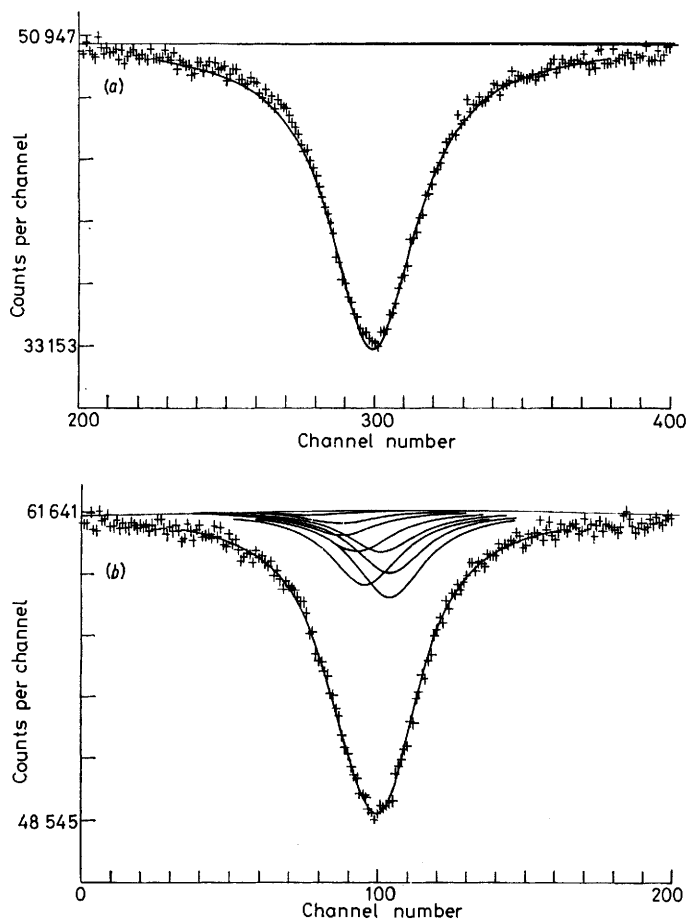 50 947
(a)
Counts per channel
33 153
200
300
400
Channel number
61 641
(b)
Counts per channel
48 545
0
100
200
Channel number